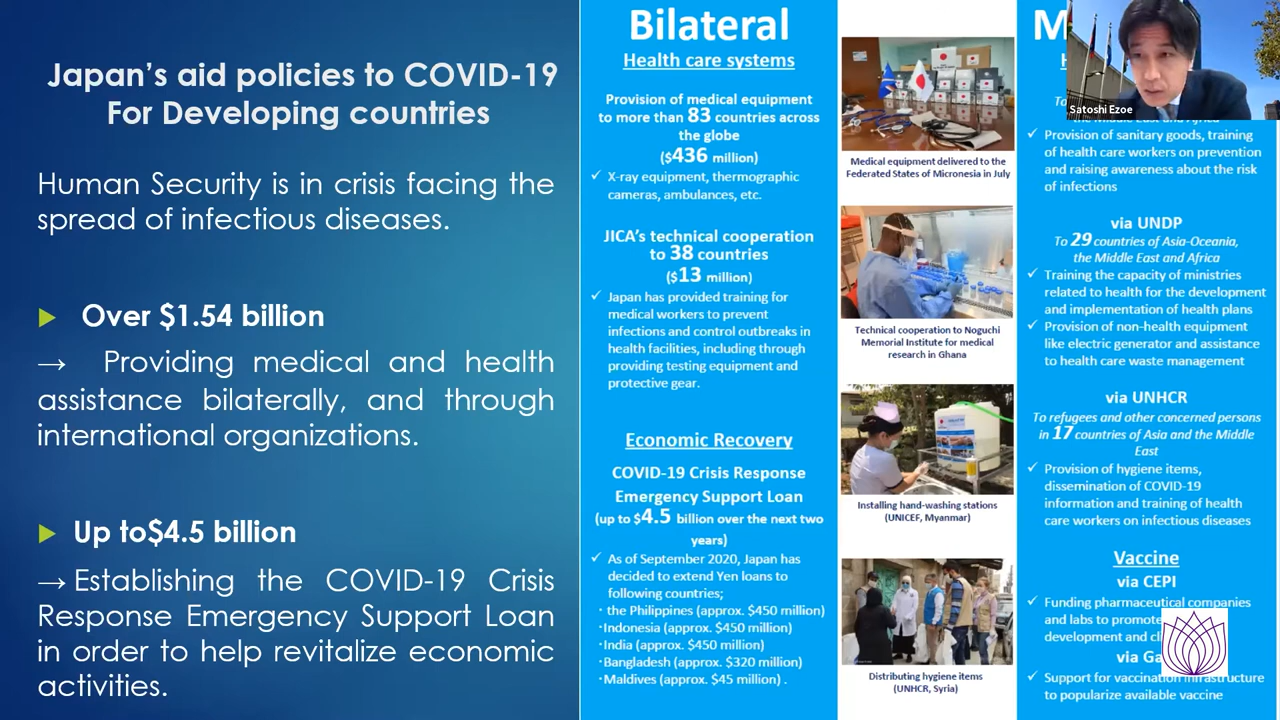 Japan's aid policies to COVID-19
For Developing countries
Human Security is in crisis facing the
spread of infectious diseases.
Over $1.54 billion
→ Providing medical and health
assistance bilaterally, and through
international organizations.
Up to$4.5 billion
→ Establishing the COVID-19 Crisis
Response Emergency Support Loan
in order to help revitalize economic
activities.
Bilateral
Health care systems
Provision of medical equipment
to more than 83 countries across
the globe
($436 million)
✓ X-ray equipment, thermographic
cameras, ambulances, etc.
JICA's technical cooperation
to 38 countries
($13 million)
✓ Japan has provided training for
medical workers to prevent
infections and control outbreaks in
health facilities, including through
providing testing equipment and
protective gear.
Economic Recovery
COVID-19 Crisis Response
Emergency Support Loan
(up to $4.5 billion over the next two
years)
✓ As of September 2020, Japan has
decided to extend Yen loans to
following countries;
・the Philippines (approx. $450 million)
・Indonesia (approx. $450 million)
・India (approx. $450 million)
・Bangladesh (approx. $320 million)
・Maldives (approx. $45 million) .
Medical equipment delivered to the
Federated States of Micronesia in July
Technical cooperation to Noguchi
Memorial Institute for medical
research in Ghana
Installing hand-washing stations
(UNICEF, Myanmar)
Distributing hygiene items
(UNHCR, Syria)
M
Satoshi Ezoe
To
the Middle East and Africa
✓ Provision of sanitary goods, training
of health care workers on prevention
and raising awareness about the risk
of infections
via UNDP
To 29 countries of Asia-Oceania,
the Middle East and Africa
✓ Training the capacity of ministries
related to health for the development
and implementation of health plans
✓ Provision of non-health equipment
like electric generator and assistance
to health care waste management
via UNHCR
To refugees and other concerned persons
in 17 countries of Asia and the Middle
East
✓ Provision of hygiene items,
dissemination of COVID-19
information and training of health
care workers on infectious diseases
Vaccine
via CEPI
✓ Funding pharmaceutical companies
and labs to promote
development and cli
via Ga
✓ Support for vaccination infrastructure
to popularize available vaccine